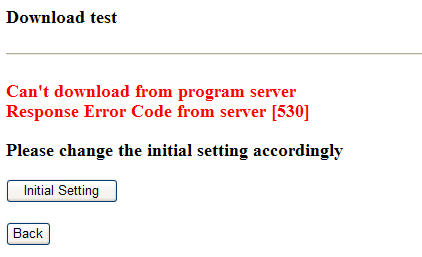 Download test
Can't download from program server
Response Error Code from server [530]
Please change the initial setting accordingly
Initial Setting
Back